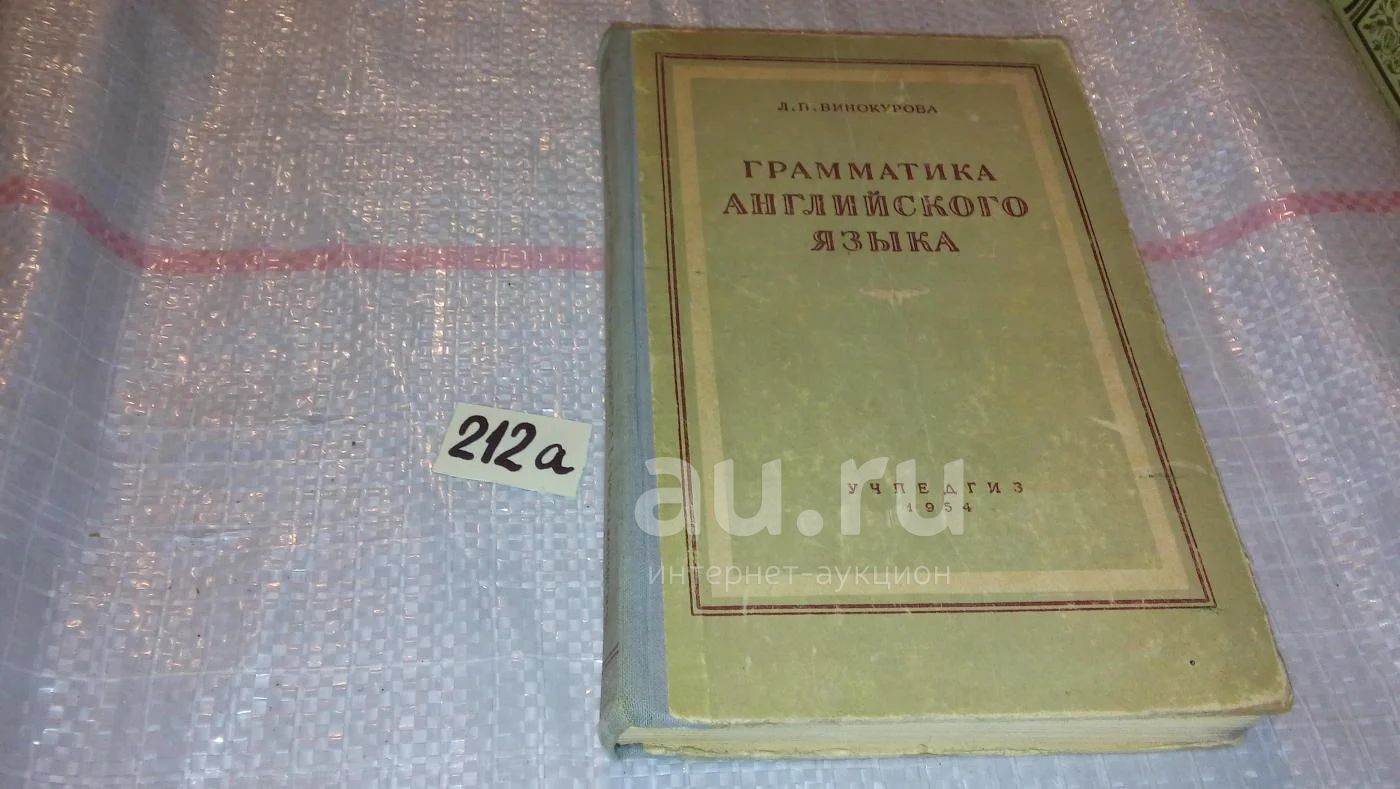 Л.П.ВИНОКУРОВА
ГРАММАТИКА
АНГЛИЙСКОГО
ЯЗЫКА
УЧПЕДГИЗ
1954
212а
au.ru
интернет-аукцион